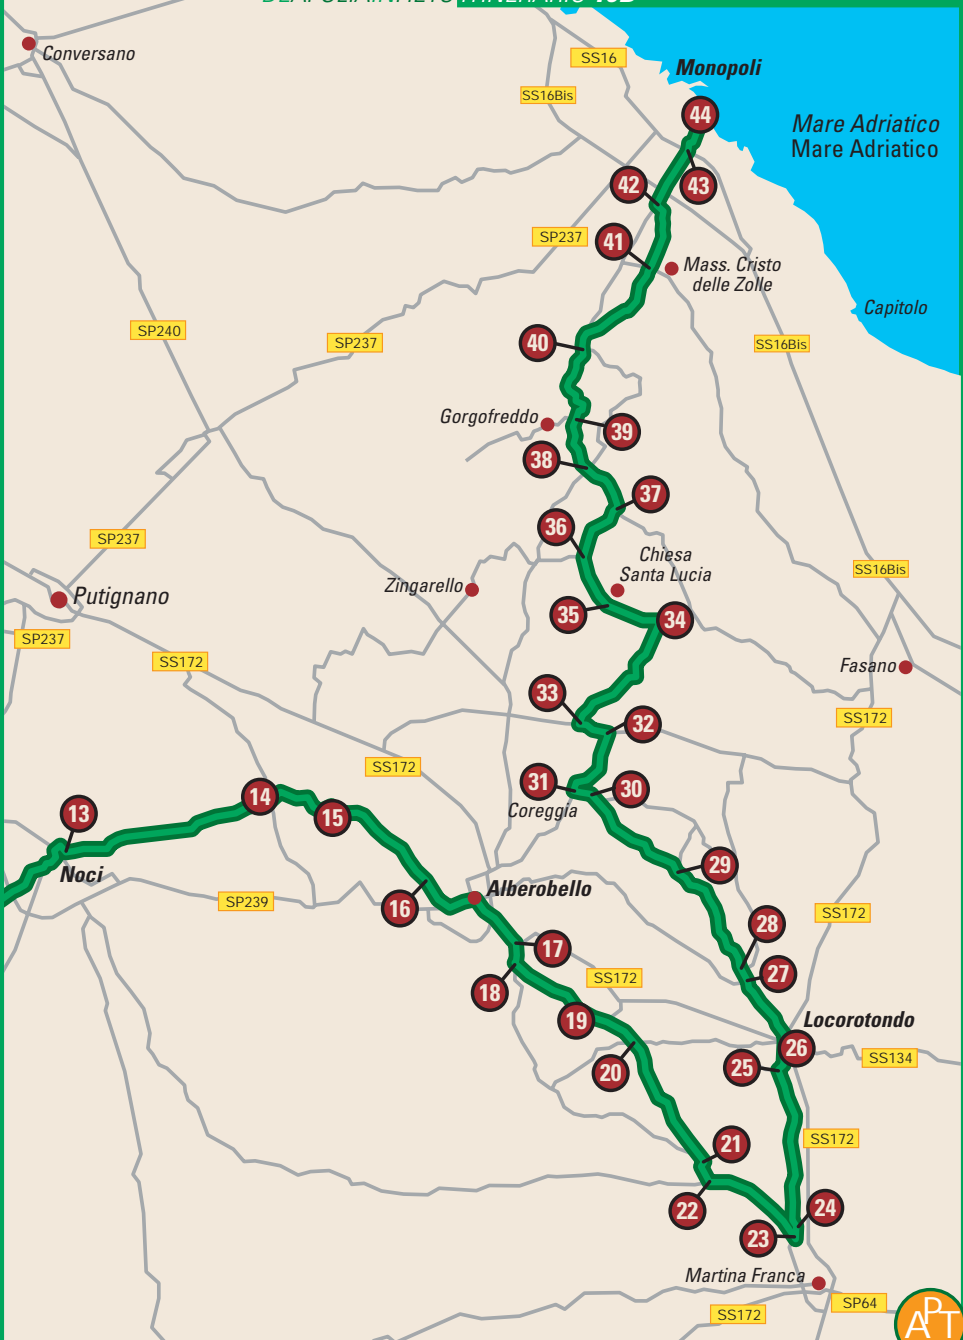 Conversano
SS16
Monopoli
SS16Bis
44
Mare Adriatico
Mare Adriatico
42
43
SP237
41
Mass. Cristo
delle Zolle
Capitolo
SP240
SP237
40
SS16Bis
Gorgofreddo
39
38
37
36
SP237
Chiesa
Santa Lucia
SS16Bis
Zingarello
Putignano
35
34
SP237
SS172
Fasano
33
32
SS172
SS172
31
30
Coreggia
14
13
15
29
Noci
Alberobello
SP239
16
SS172
28
17
27
SS172
18
19
Locorotondo
26
SS134
25
20
SS172
21
22
24
23
Martina Franca
SP64
SS172
APT